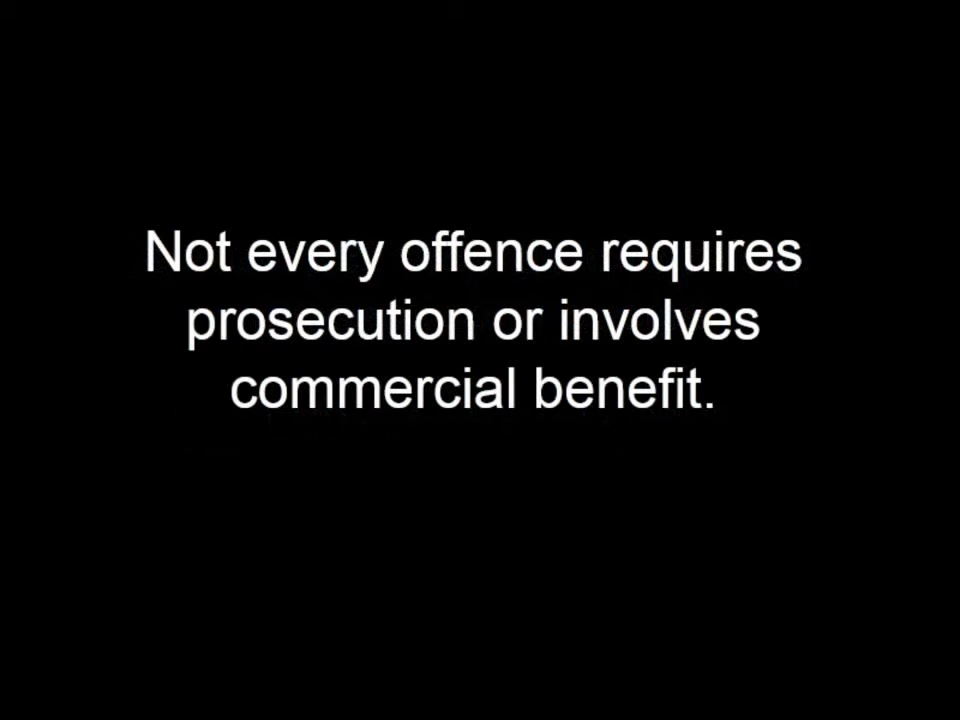 Not every offence requires
prosecution or involves
commercial benefit.